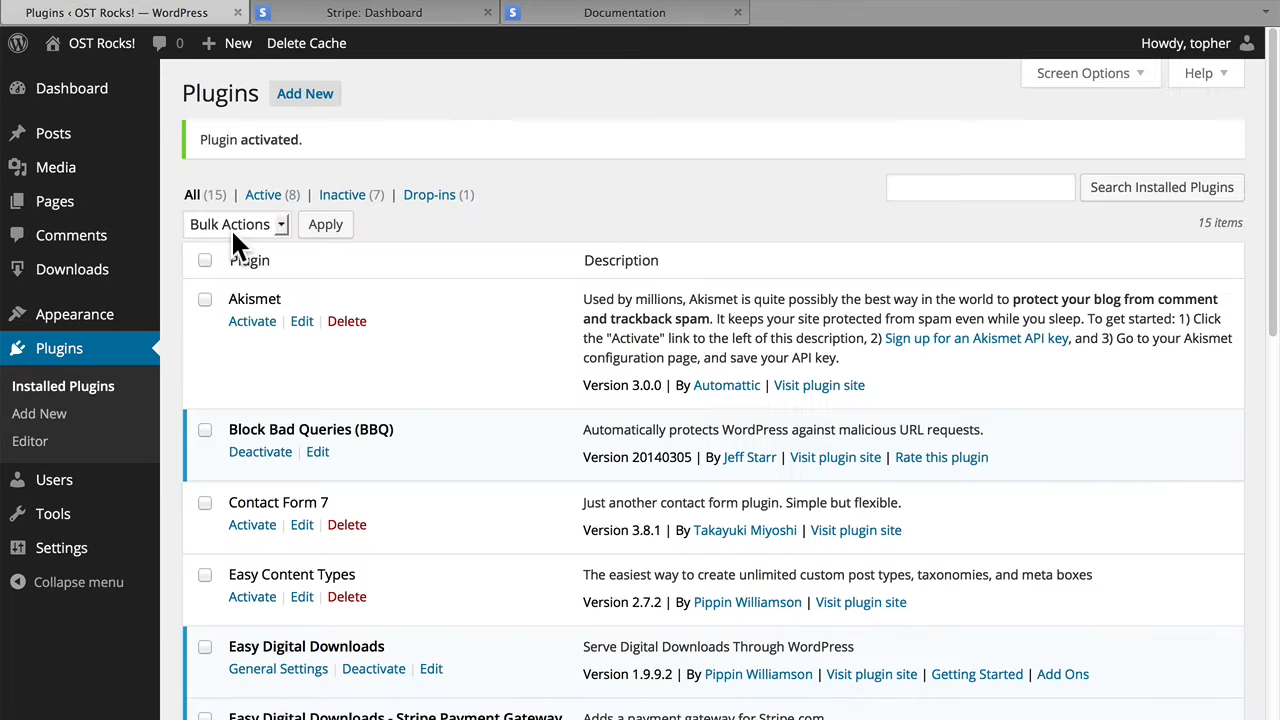 Plugins ‹ OST Rocks! — WordPress
Stripe: Dashboard
Documentation
OST Rocks! 0 New Delete Cache Howdy, topher
Dashboard
Posts
Media
Pages
Comments
Downloads
Appearance
Plugins
Installed Plugins
Add New
Editor
Users
Tools
Settings
Collapse menu
Screen Options Help
Plugins Add New
Plugin activated.
All (15) | Active (8) | Inactive (7) | Drop-ins (1)
Search Installed Plugins
Bulk Actions Apply
15 items
Plugin Description
Akismet
Activate | Edit | Delete
Used by millions, Akismet is quite possibly the best way in the world to protect your blog from comment
and trackback spam. It keeps your site protected from spam even while you sleep. To get started: 1) Click
the "Activate" link to the left of this description, 2) Sign up for an Akismet API key, and 3) Go to your Akismet
configuration page, and save your API key.
Version 3.0.0 | By Automattic | Visit plugin site
Block Bad Queries (BBQ)
Deactivate | Edit
Automatically protects WordPress against malicious URL requests.
Version 20140305 | By Jeff Starr | Visit plugin site | Rate this plugin
Contact Form 7
Activate | Edit | Delete
Just another contact form plugin. Simple but flexible.
Version 3.8.1 | By Takayuki Miyoshi | Visit plugin site
Easy Content Types
Activate | Edit | Delete
The easiest way to create unlimited custom post types, taxonomies, and meta boxes
Version 2.7.2 | By Pippin Williamson | Visit plugin site
Easy Digital Downloads
General Settings | Deactivate | Edit
Serve Digital Downloads Through WordPress
Version 1.9.9.2 | By Pippin Williamson | Visit plugin site | Getting Started | Add Ons
Easy Digital Downloads - Stripe Payment Gateway
Adds a payment gateway for Stripe.com